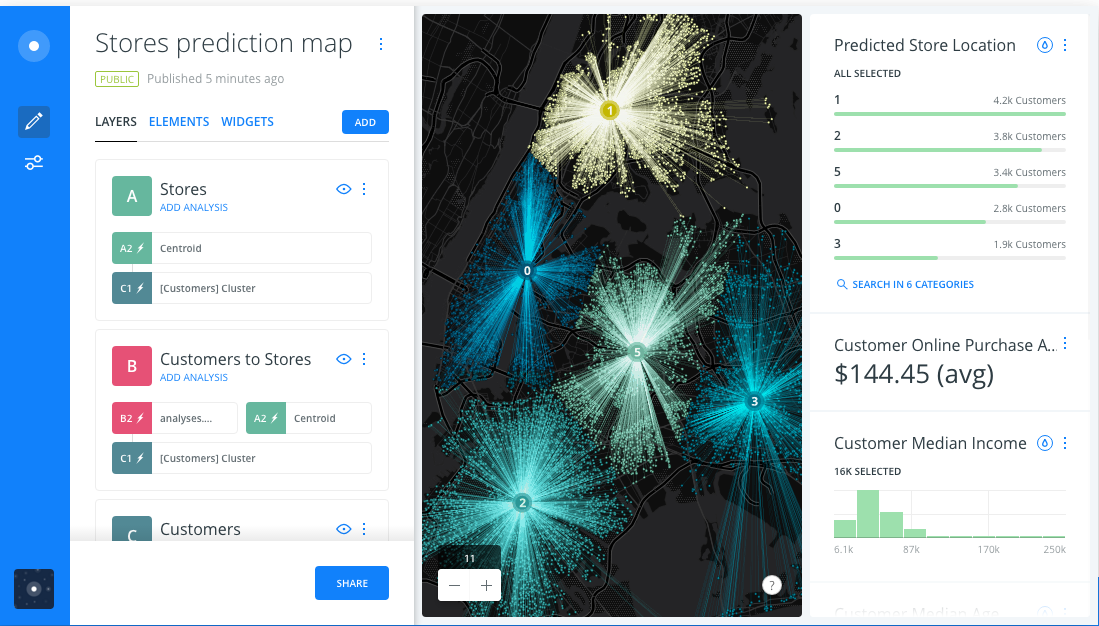 Stores prediction map
PUBLIC Published 5 minutes ago
LAYERS ELEMENTS WIDGETS ADD
A Stores
ADD ANALYSIS
A2 Centroid
C1 [Customers] Cluster
B Customers to Stores
ADD ANALYSIS
B2 analyses.... A2 Centroid
C1 [Customers] Cluster
C Customers
SHARE
1
0
5
3
2
11
?
Predicted Store Location
ALL SELECTED
1 4.2k Customers
2 3.8k Customers
5 3.4k Customers
0 2.8k Customers
3 1.9k Customers
SEARCH IN 6 CATEGORIES
Customer Online Purchase A...
$144.45 (avg)
Customer Median Income
16K SELECTED
6.1k 87k 170k 250k
Customer Median Age